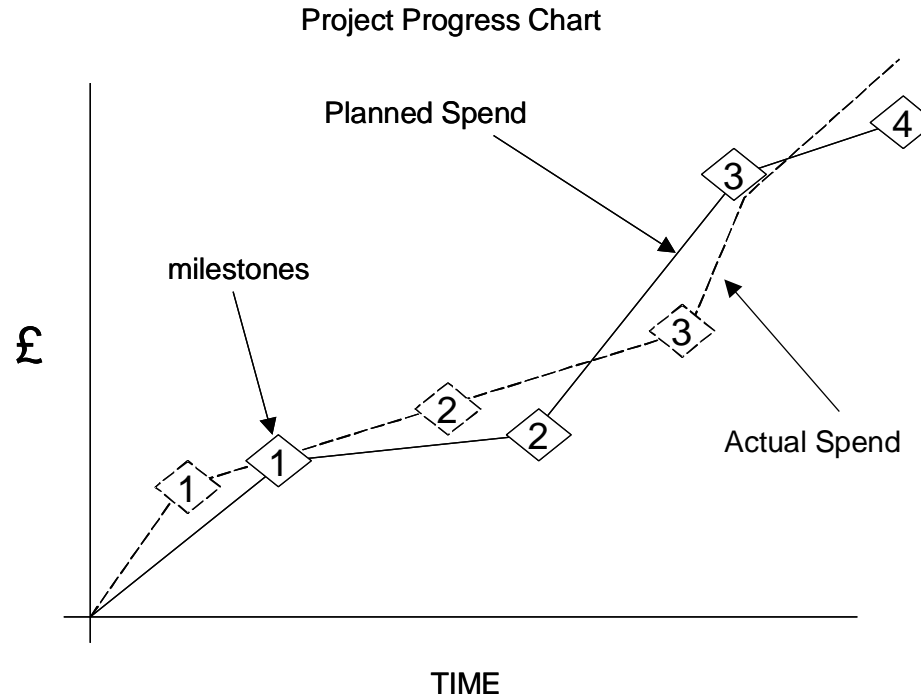 Project Progress Chart
Planned Spend
4
3
milestones
£
3
2
2
Actual Spend
1
1
TIME